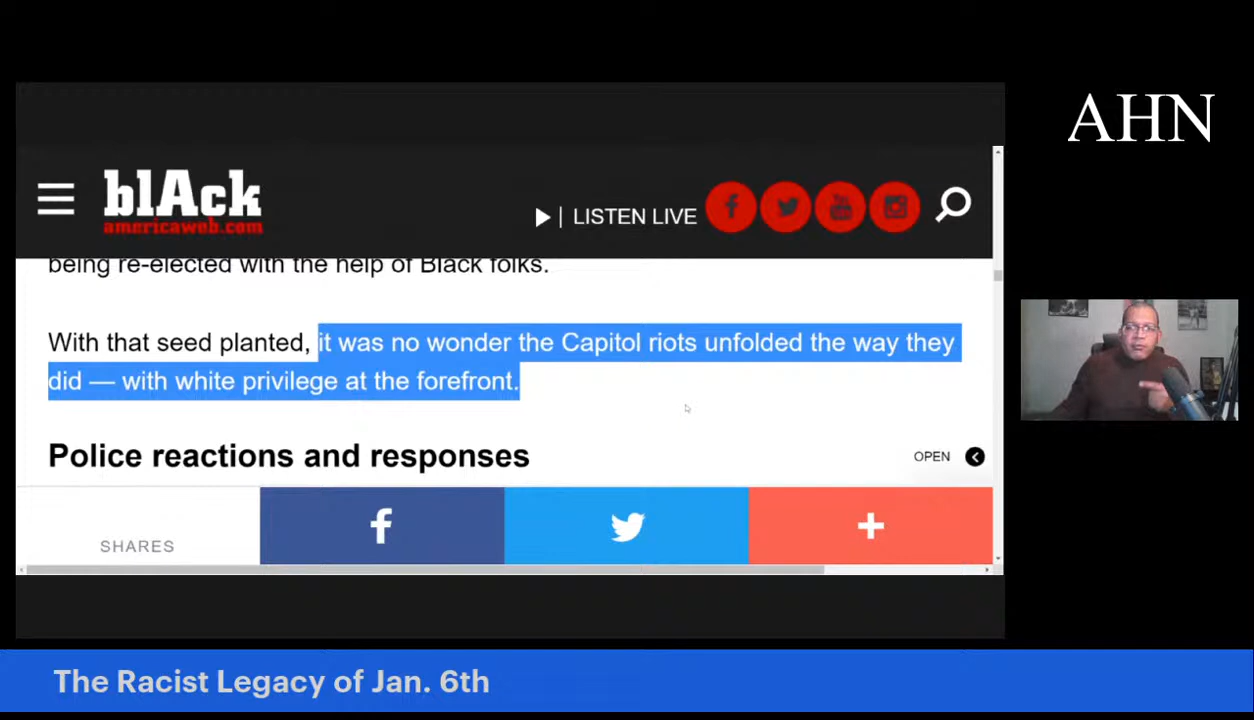 AHN
blAck
americaweb.com
LISTEN LIVE
being re-elected with the help of Black folks.
With that seed planted, it was no wonder the Capitol riots unfolded the way they
did — with white privilege at the forefront.
Police reactions and responses
OPEN
SHARES
The Racist Legacy of Jan. 6th